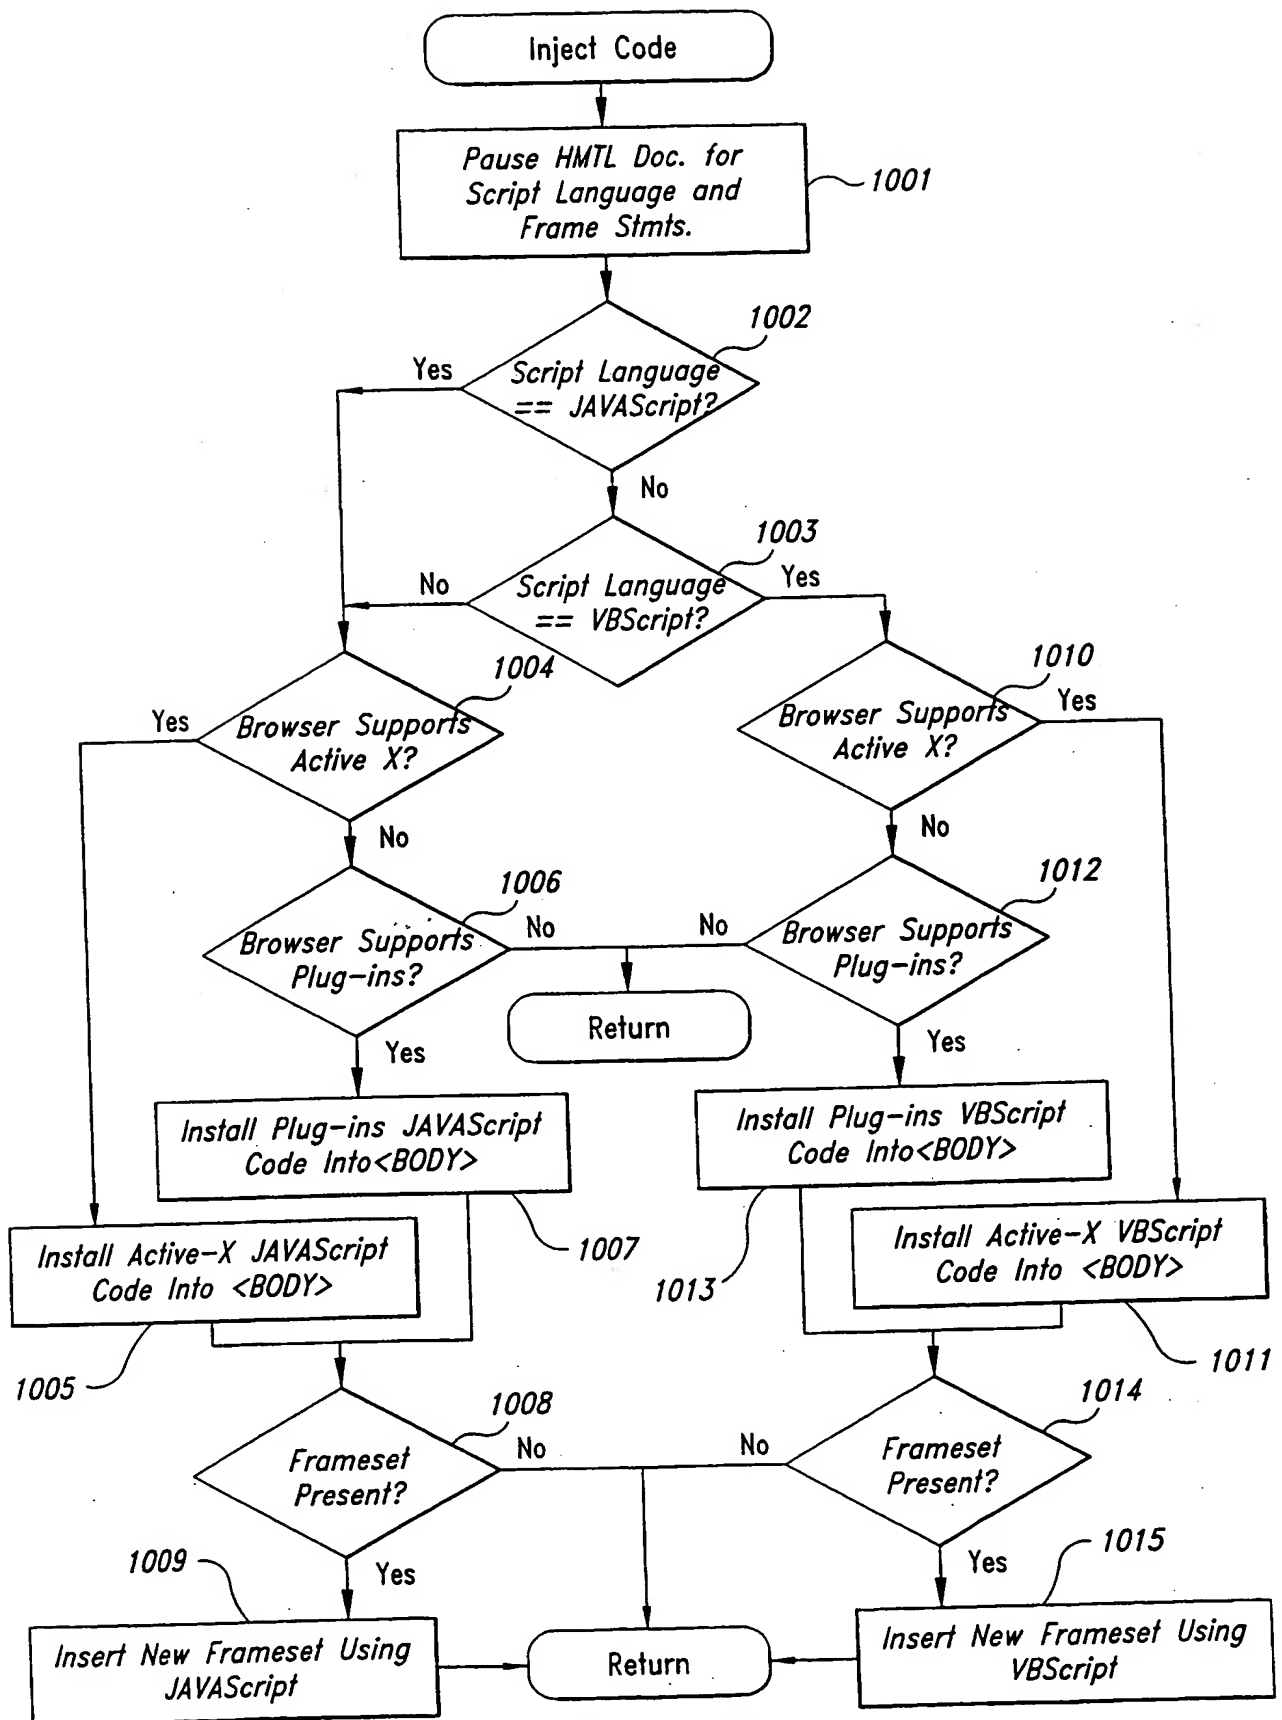 Inject Code
Pause HMTL Doc. for
Script Language and
Frame Stmts.
1001
1002
Yes
Script Language
== JAVAScript?
No
1003
No
Script Language
== VBScript?
Yes
1004
Yes
Browser Supports
Active X?
1010
Browser Supports
Active X?
Yes
No
No
1006
Browser Supports
Plug-ins?
No
1012
No
Browser Supports
Plug-ins?
Return
Yes
Yes
Install Plug-ins JAVAScript
Code Into<BODY>
Install Plug-ins VBScript
Code Into<BODY>
Install Active-X JAVAScript
Code Into <BODY>
1007
1013
Install Active-X VBScript
Code Into <BODY>
1005
1011
1008
Frameset
Present?
No
No
1014
Frameset
Present?
1009
Yes
Yes
1015
Insert New Frameset Using
JAVAScript
Return
Insert New Frameset Using
VBScript